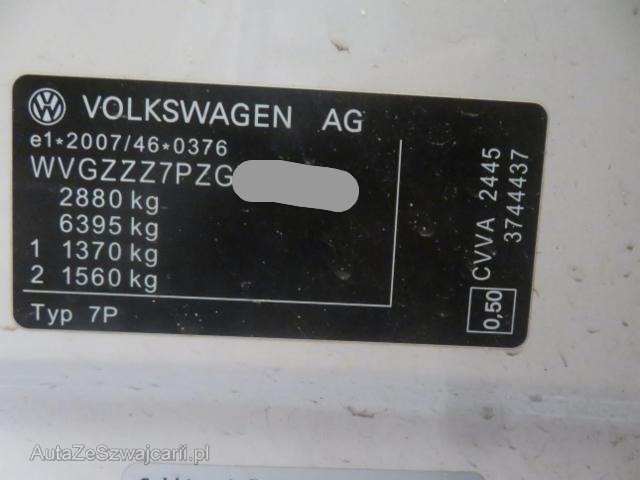 VOLKSWAGEN AG
e1*2007/46*0376
WVGZZZ7PZG
2880 kg
6395 kg
1 1370 kg
2 1560 kg
Typ 7P
CVVA 2445
3744437
0,50
AutaZeSzwajcarii.pl